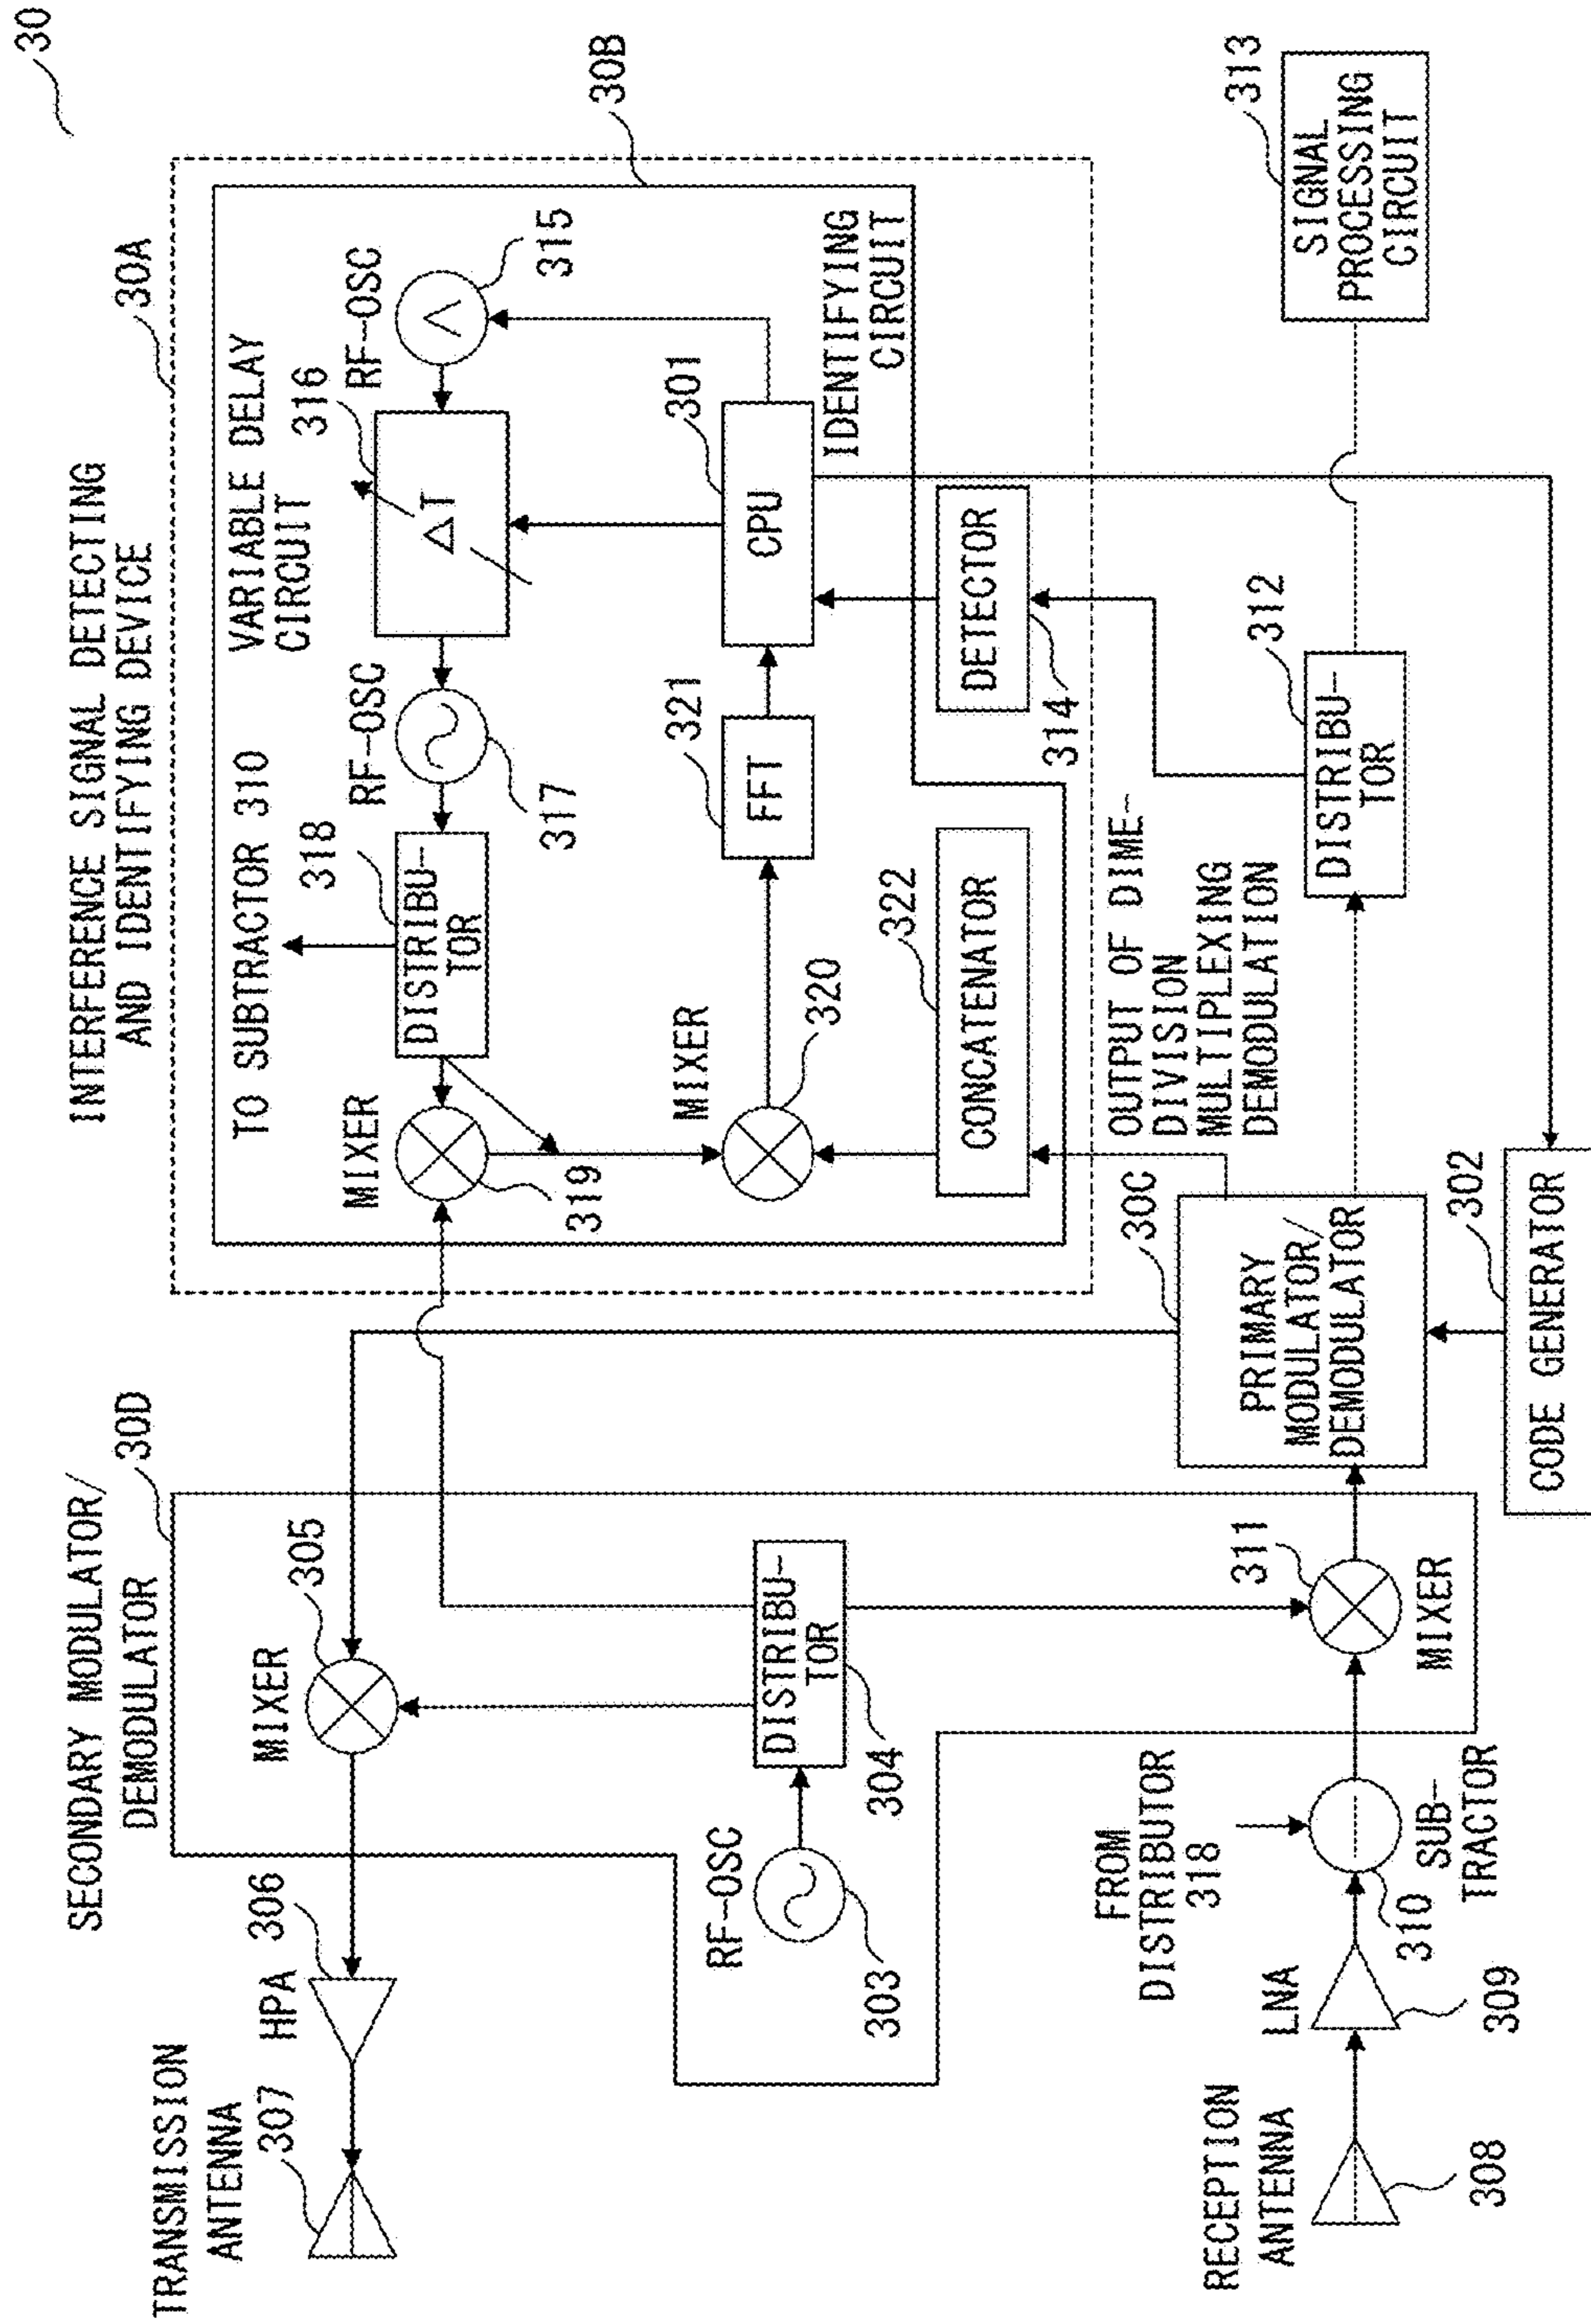 30
INTERFERENCE SIGNAL DETECTING
AND IDENTIFYING DEVICE
30A
SECONDARY MODULATOR/
DEMODULATOR
30D
TRANSMISSION
ANTENNA
307
HPA
306
MIXER
305
TO SUBTRACTOR 310
VARIABLE DELAY
CIRCUIT
30B
MIXER
319
DISTRIBU-
TOR
318
RF-OSC
317
316
ΔT
RF-OSC
315
MIXER
320
FFT
321
CPU
301
IDENTIFYING
CIRCUIT
RF-OSC
303
DISTRIBU-
TOR
304
CONCATENATOR
322
DETECTOR
314
OUTPUT OF DIME-
DIVISION
MULTIPLEXING
DEMODULATION
RECEPTION
ANTENNA
308
LNA
309
FROM
DISTRIBUTOR
318
310
SUB-
TRACTOR
311
MIXER
30C
PRIMARY
MODULATOR/
DEMODULATOR
DISTRIBU-
TOR
312
313
SIGNAL
PROCESSING
CIRCUIT
302
CODE GENERATOR